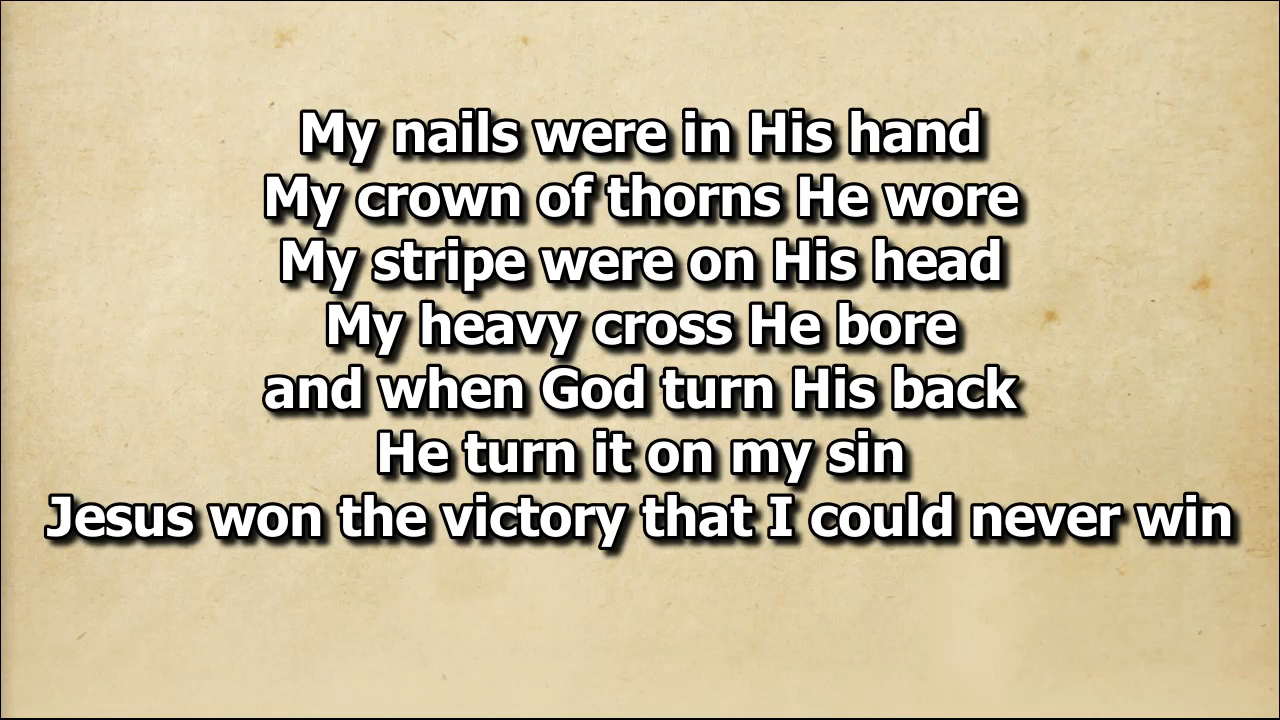 My nails were in His hand
My crown of thorns He wore
My stripe were on His head
My heavy cross He bore
and when God turn His back
He turn it on my sin
Jesus won the victory that I could never win